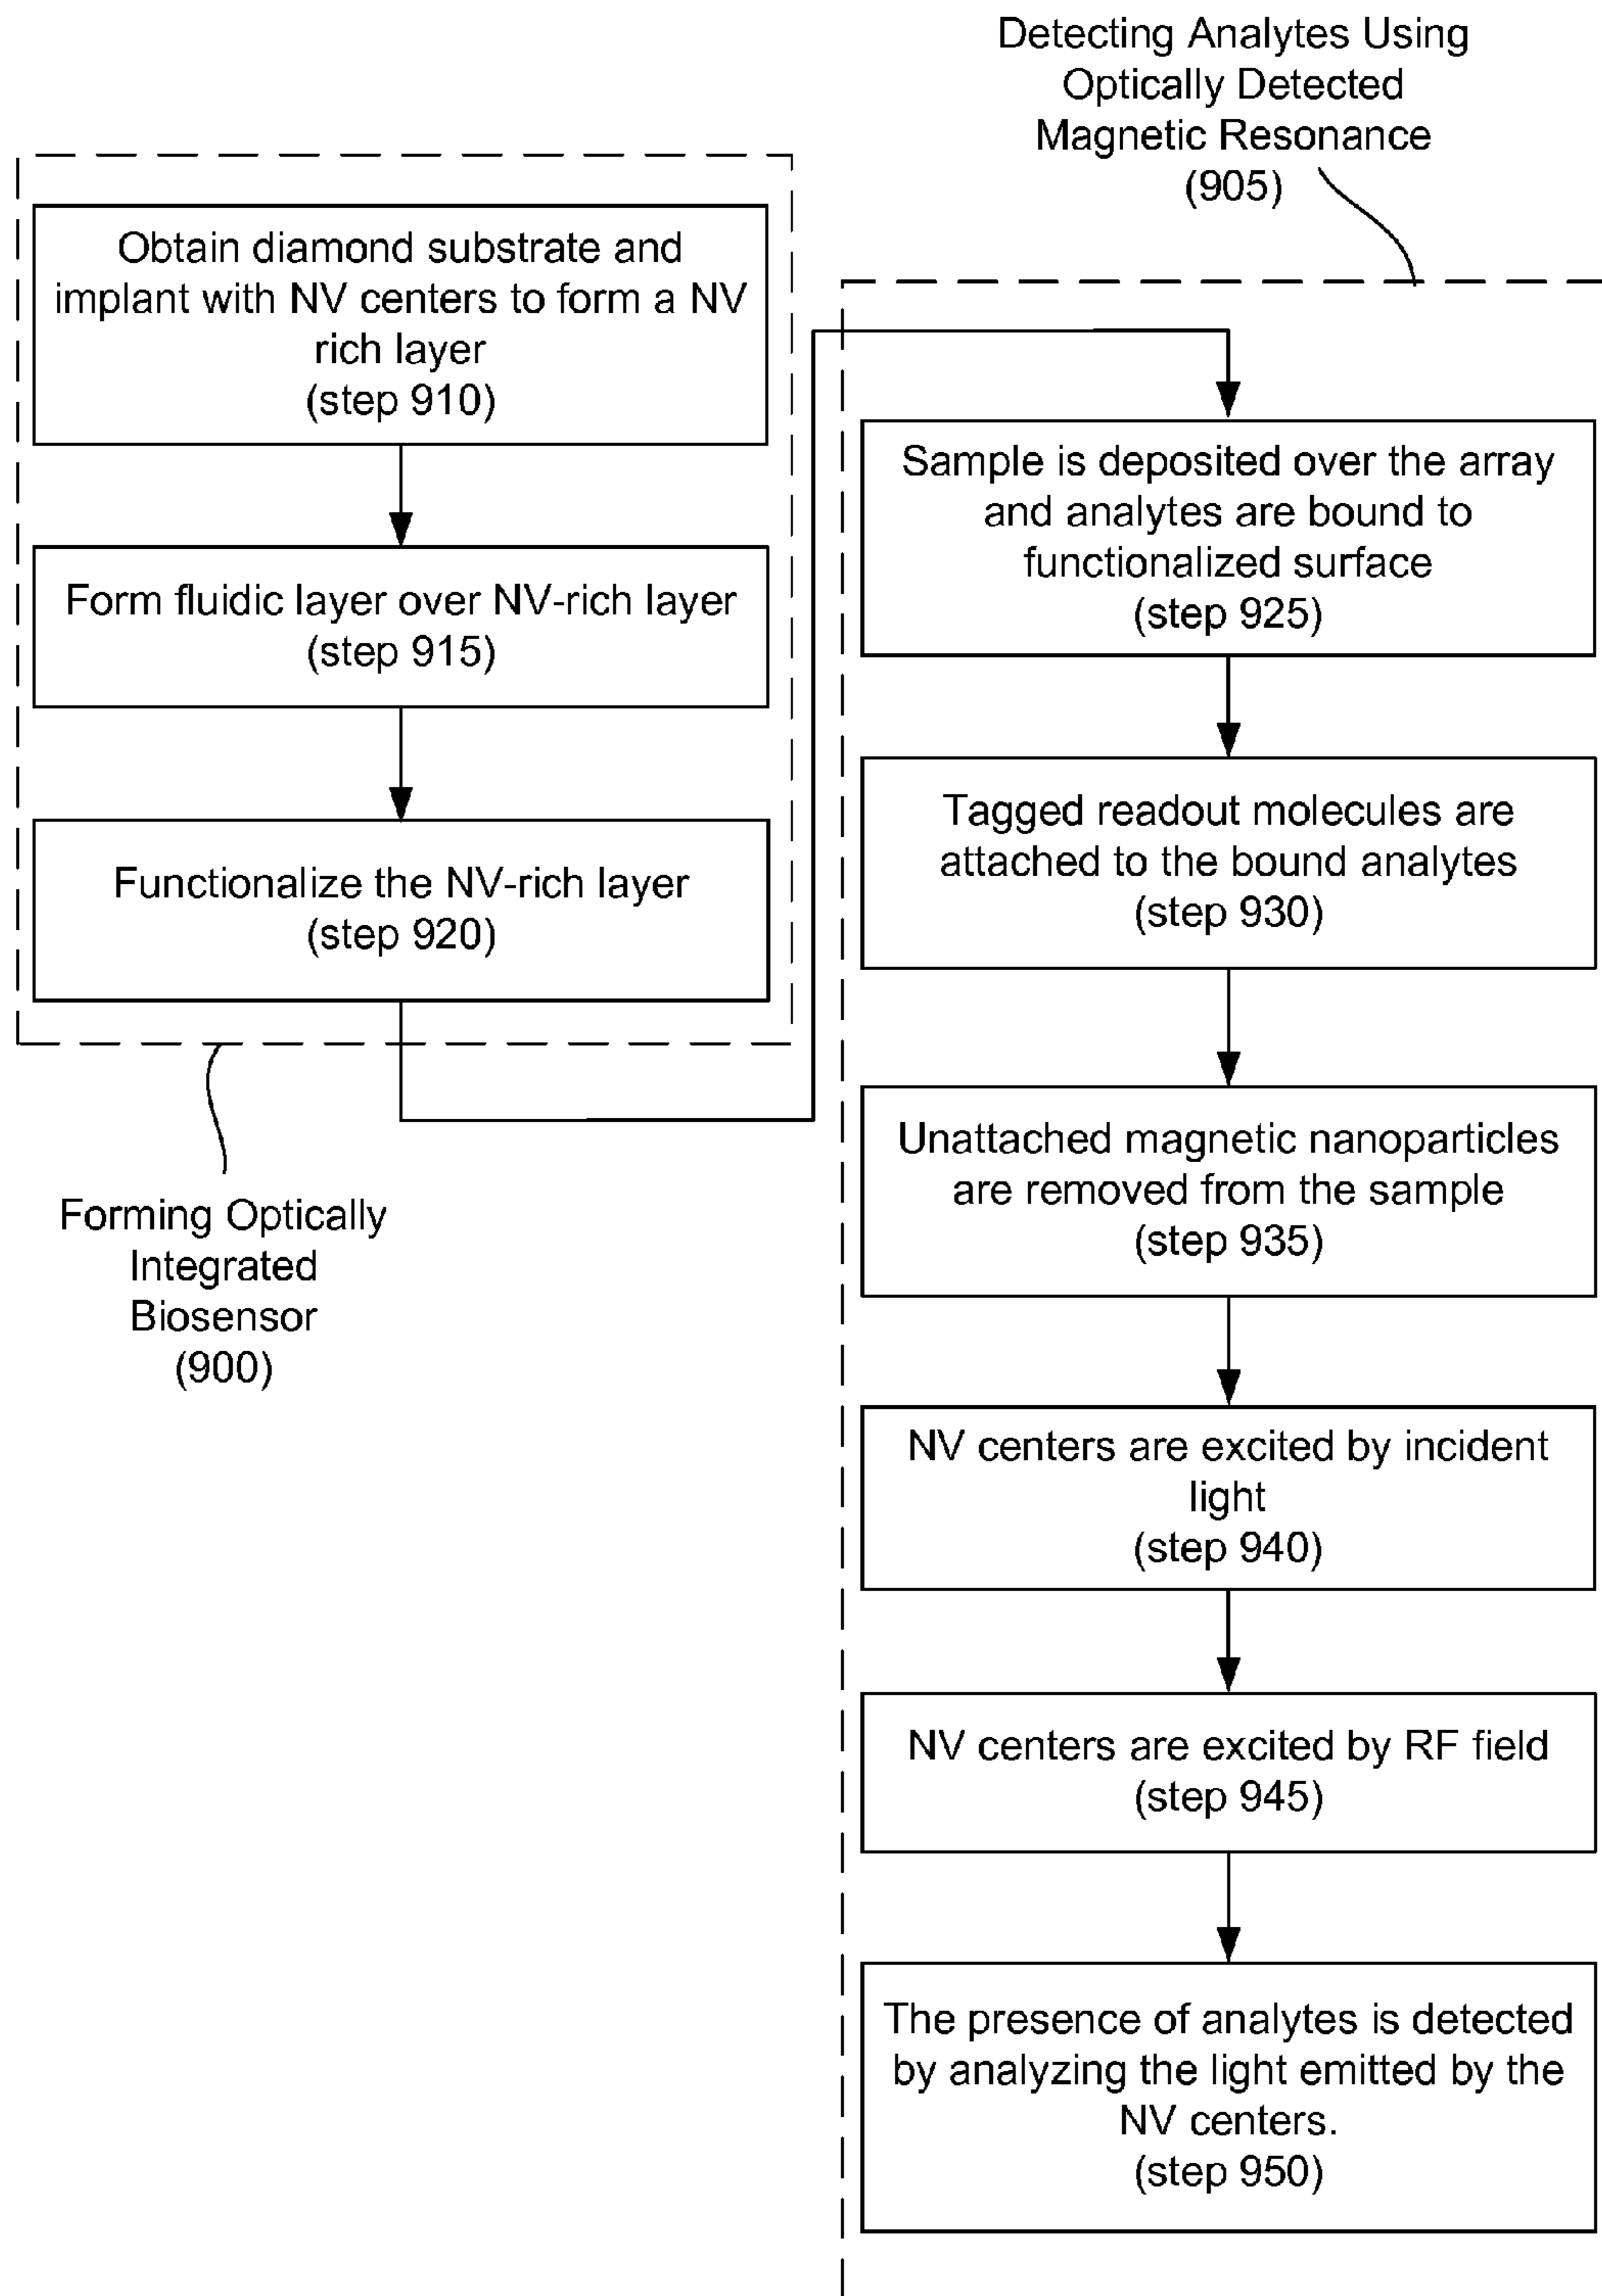 Obtain diamond substrate and
implant with NV centers to form a NV
rich layer
(step 910)
Form fluidic layer over NV-rich layer
(step 915)
Functionalize the NV-rich layer
(step 920)
Forming Optically
Integrated
Biosensor
(900)
Detecting Analytes Using
Optically Detected
Magnetic Resonance
(905)
Sample is deposited over the array
and analytes are bound to
functionalized surface
(step 925)
Tagged readout molecules are
attached to the bound analytes
(step 930)
Unattached magnetic nanoparticles
are removed from the sample
(step 935)
NV centers are excited by incident
light
(step 940)
NV centers are excited by RF field
(step 945)
The presence of analytes is detected
by analyzing the light emitted by the
NV centers.
(step 950)